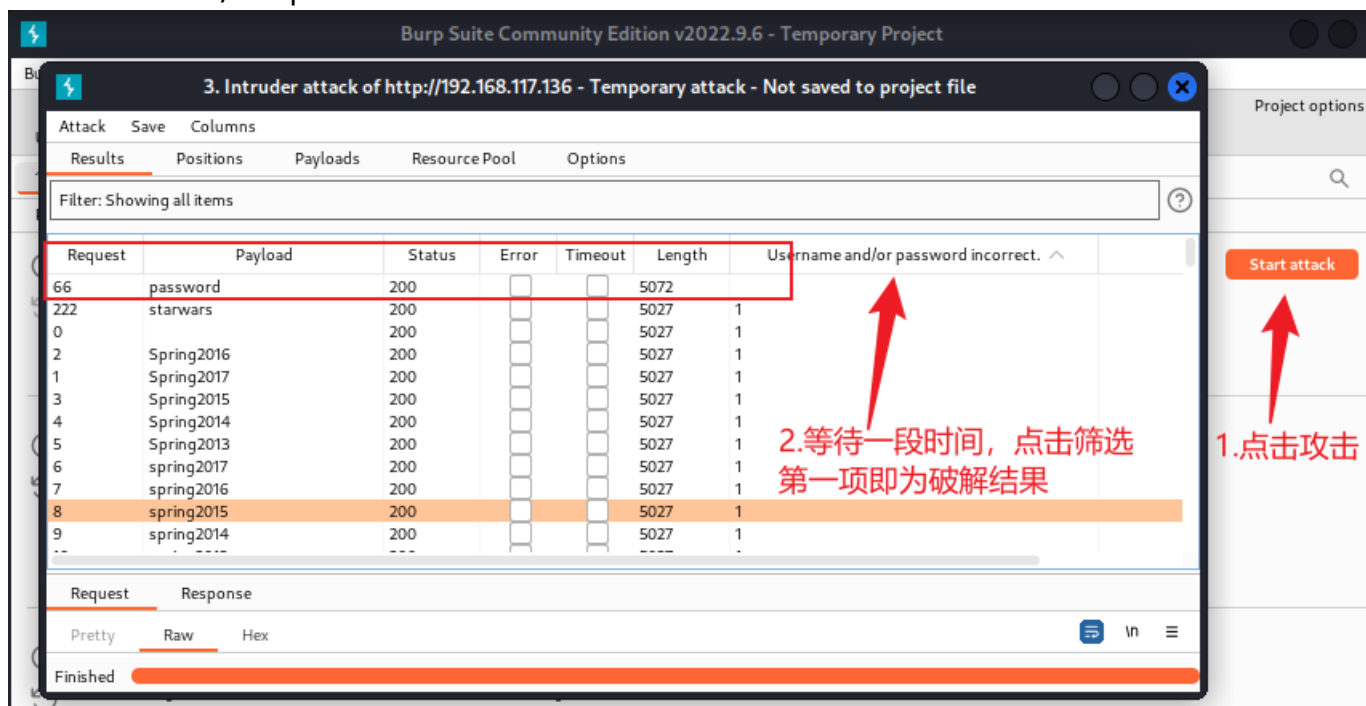 Burp Suite Community Edition v2022.9.6 - Temporary Project
3. Intruder attack of http://192.168.117.136 - Temporary attack - Not saved to project file
Project options
Attack Save Columns
Results Positions Payloads Resource Pool Options
Filter: Showing all items
Request Payload Status Error Timeout Length Username and/or password incorrect.
Start attack
66 password 200 5072
222 starwars 200 5027 1
0 200 5027 1
2 Spring2016 200 5027 1
1 Spring2017 200 5027 1
3 Spring2015 200 5027 1
4 Spring2014 200 5027 1
5 Spring2013 200 5027 1
6 spring2017 200 5027 1
7 spring2016 200 5027 1
8 spring2015 200 5027 1
9 spring2014 200 5027 1
2.等待一段时间，点击筛选
第一项即为破解结果
1.点击攻击
Request Response
Pretty Raw Hex \n
Finished